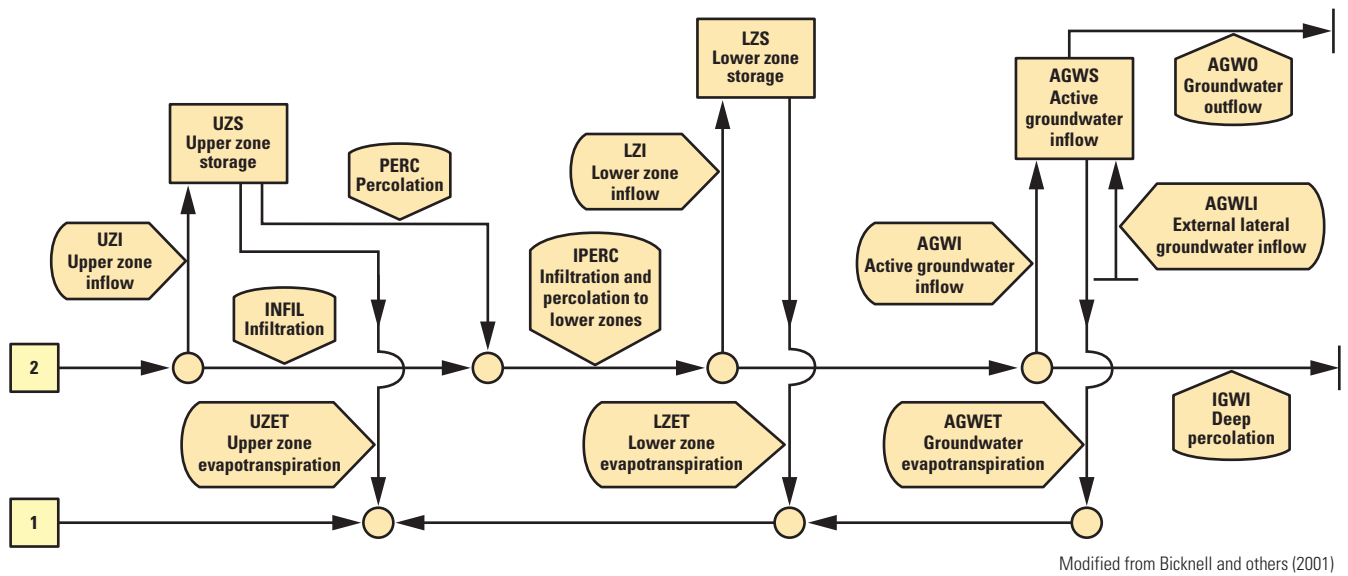 LZS
Lower zone
storage
AGWS
Active
groundwater
inflow
AGWO
Groundwater
outflow
UZS
Upper zone
storage
PERC
Percolation
LZI
Lower zone
inflow
AGWLI
External lateral
groundwater inflow
UZI
Upper zone
inflow
INFIL
Infiltration
IPERC
Infiltration and
percolation to
lower zones
AGWI
Active groundwater
inflow
2
UZET
Upper zone
evapotranspiration
LZET
Lower zone
evapotranspiration
AGWET
Groundwater
evapotranspiration
IGWI
Deep
percolation
1
Modified from Bicknell and others (2001)